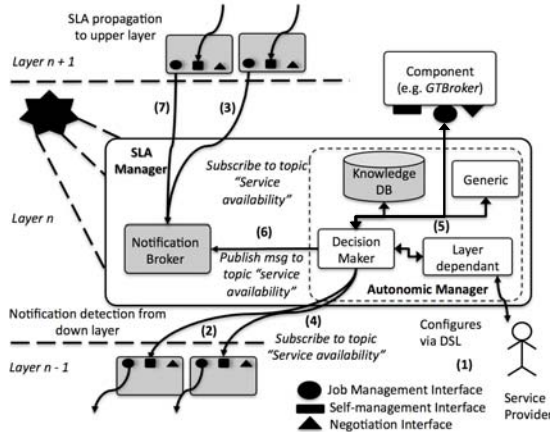 SLA propagation
to upper layer
Layer n + 1
(7)
(3)
Component
(e.g. GTBroker)
SLA
Manager
Subscribe to topic
"Service
availability"
Knowledge
DB
Generic
Layer n
(6)
(5)
Notification
Broker
Publish msg to
topic "service
availability"
Decision
Maker
Layer
dependant
Autonomic Manager
Notification detection from
down layer
(2)
(4)
Subscribe to topic
"Service availability"
Configures
via DSL
(1)
Layer n - 1
Service
Provider
Job Management Interface
Self-management Interface
Negotiation Interface